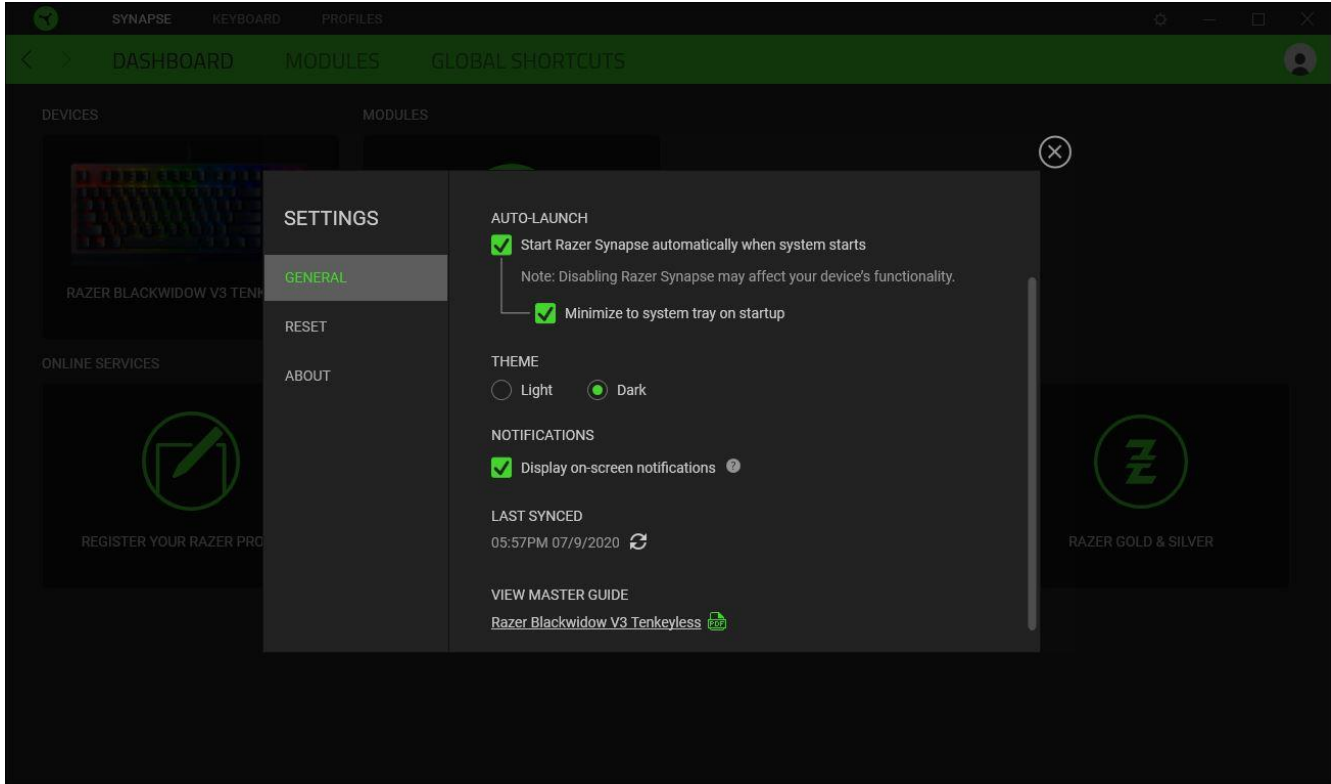 SYNAPSE KEYBOARD PROFILES
DASHBOARD MODULES GLOBAL SHORTCUTS
DEVICES
MODULES
RAZER BLACKWIDOW V3 TENK
ONLINE SERVICES
REGISTER YOUR RAZER PRO
RAZER GOLD & SILVER
SETTINGS
GENERAL
RESET
ABOUT
AUTO-LAUNCH
Start Razer Synapse automatically when system starts
Note: Disabling Razer Synapse may affect your device’s functionality.
Minimize to system tray on startup
THEME
Light Dark
NOTIFICATIONS
Display on-screen notifications ?
LAST SYNCED
05:57PM 07/9/2020
VIEW MASTER GUIDE
Razer Blackwidow V3 Tenkeyless PDF